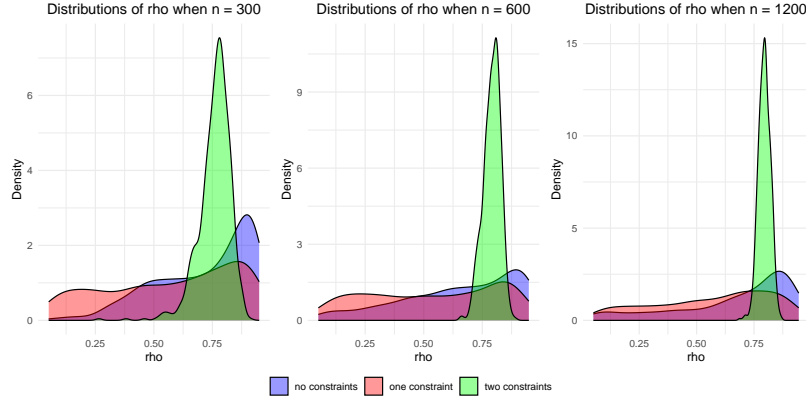 Distributions of rho when n = 300
Distributions of rho when n = 600
Distributions of rho when n = 1200
Density
6
4
2
0
0.25
0.50
0.75
rho
Density
9
6
3
0
0.25
0.50
0.75
rho
Density
15
10
5
0
0.25
0.50
0.75
rho
no constraints
one constraint
two constraints